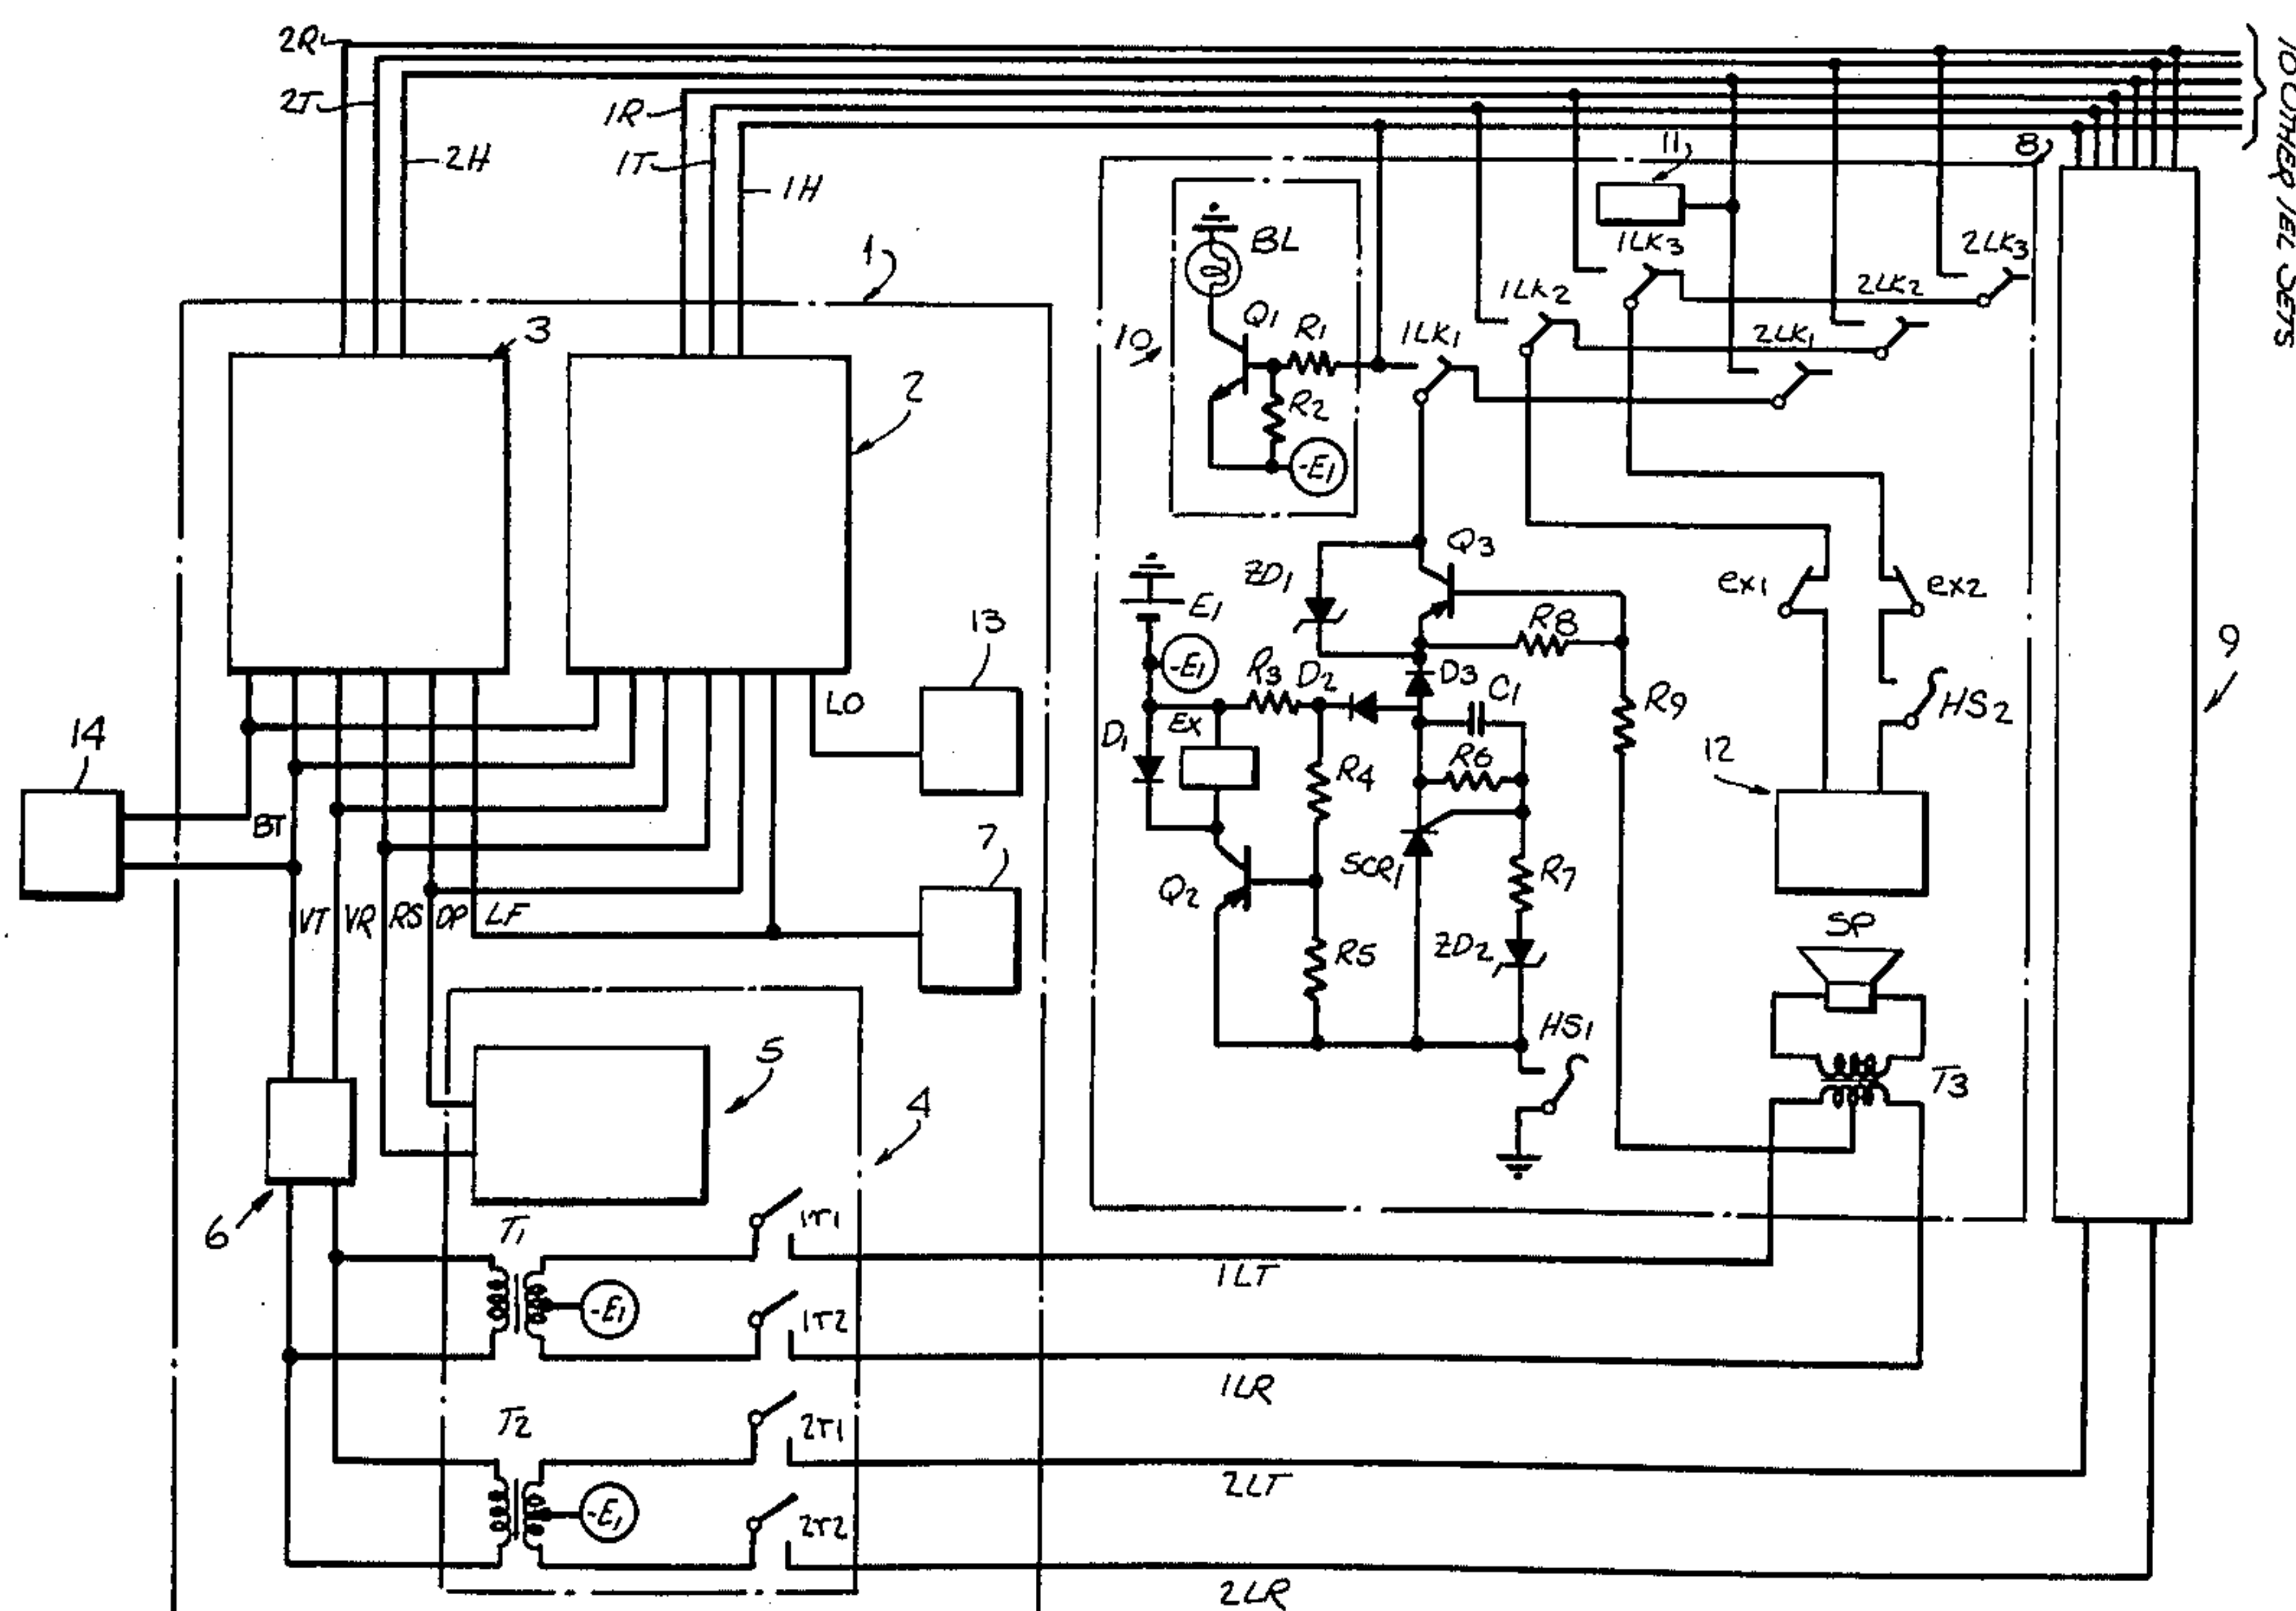 2R
2T
2H
1R
1T
1H
TO OTHER TEL SETS
1
3
2
8
11
BL
10
Q1
R1
R2
-E1
1LK1
1LK2
1LK3
2LK1
2LK2
2LK3
9
13
LO
14
BT
7
VT VR RS DP LF
E1
-E1
ZD1
Q3
R8
R3 D2
D3 C1
R9
D1
EX
R4
R6
ex1
ex2
HS2
12
SCR1
R7
Q2
R5
ZD2
SP
HS1
T3
5
4
6
T1
-E1
1T1
1T2
1LT
1LR
T2
-E1
2T1
2T2
2LT
2LR